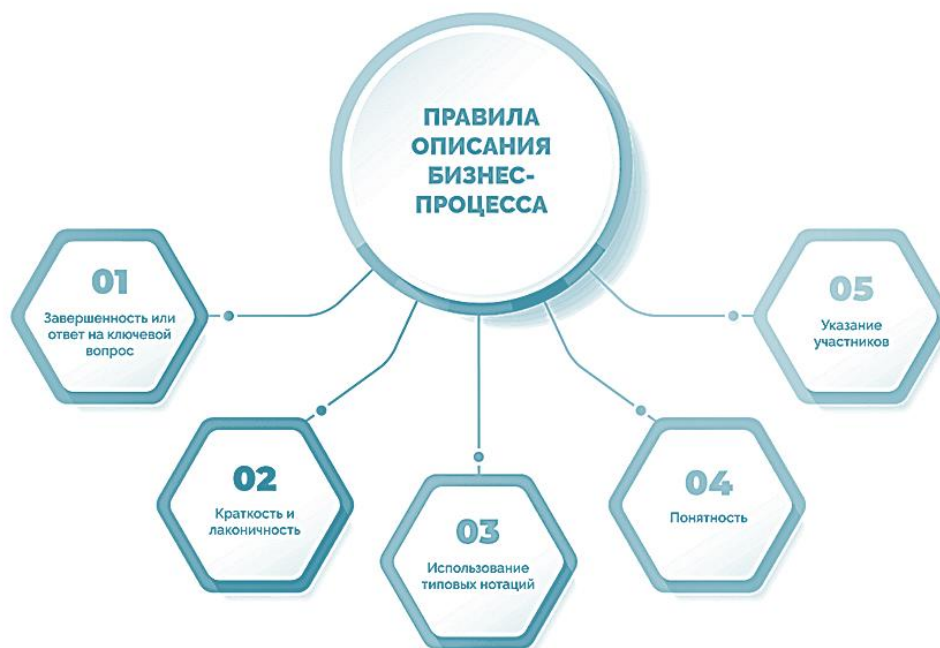 ПРАВИЛА
ОПИСАНИЯ
БИЗНЕС-
ПРОЦЕССА
01
Завершенность или
ответ на ключевой
вопрос
02
Краткость и
лаконичность
03
Использование
типовых нотаций
04
Понятность
05
Указание
участников